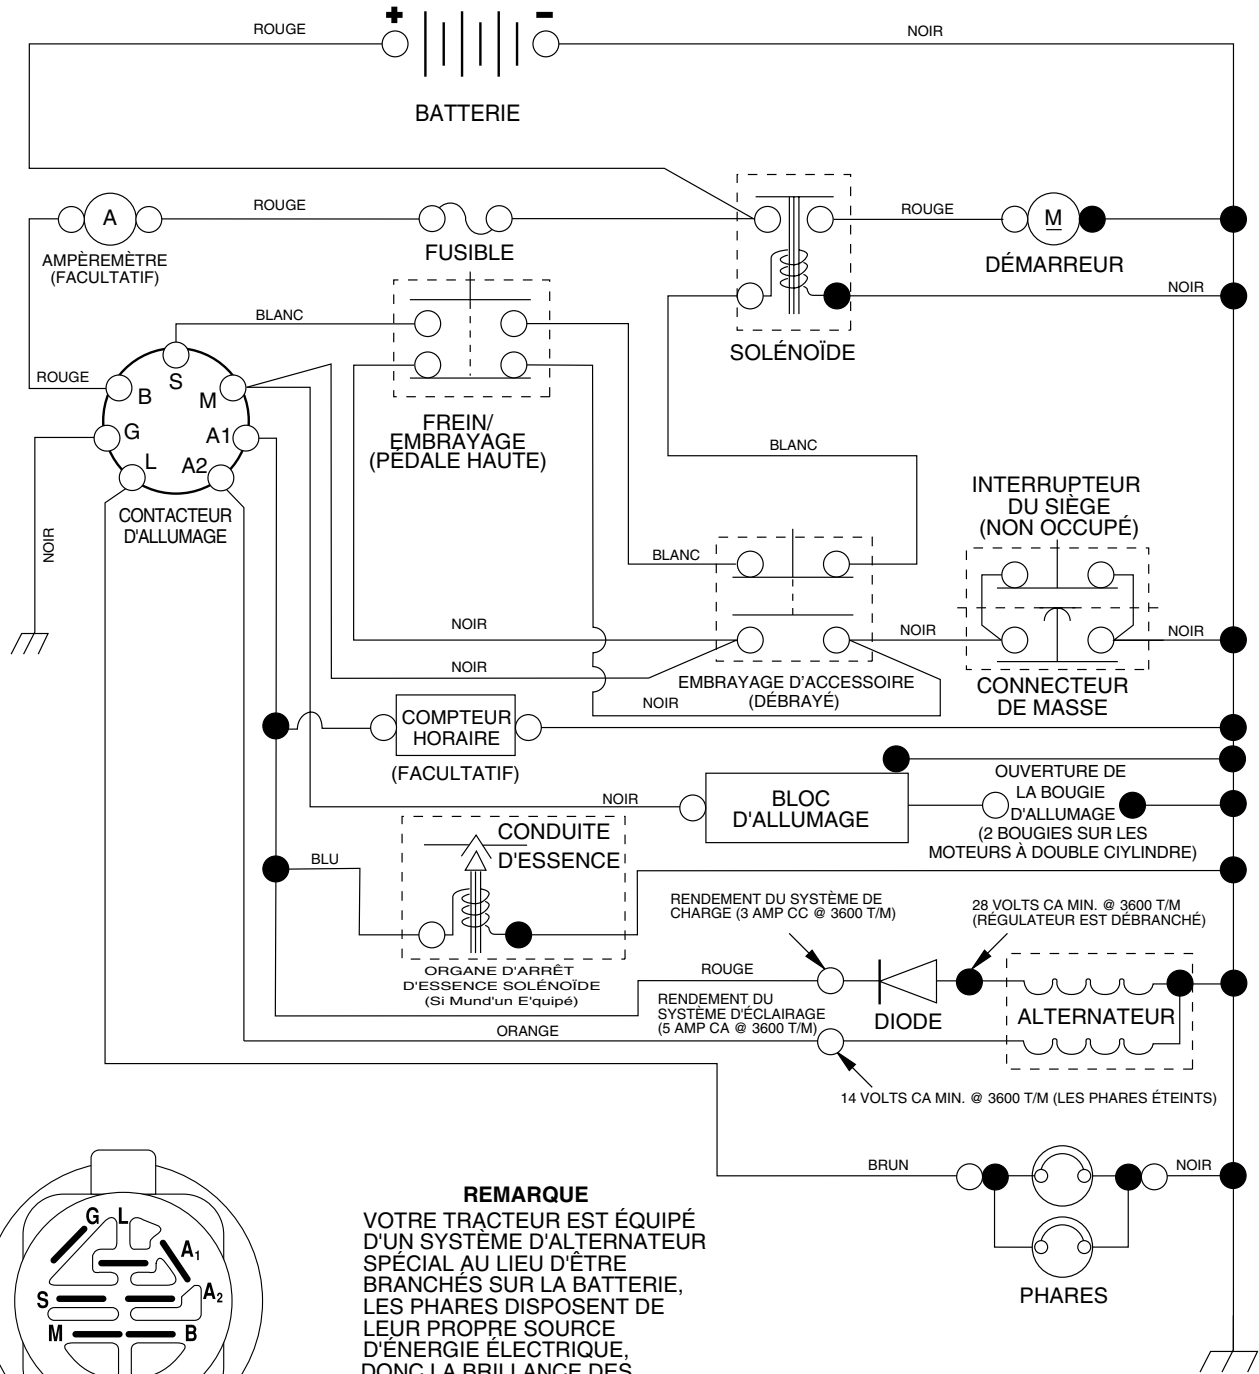 + −
ROUGE
NOIR
BATTERIE
ROUGE
A
AMPÈREMÈTRE
(FACULTATIF)
FUSIBLE
ROUGE
M
DÉMARREUR
NOIR
SOLÉNOÏDE
BLANC
ROUGE
S
B
M
G
A1
L
A2
CONTACTEUR
D'ALLUMAGE
NOIR
FREIN/
EMBRAYAGE
(PÉDALE HAUTE)
BLANC
INTERRUPTEUR
DU SIÈGE
(NON OCCUPÉ)
BLANC
NOIR
NOIR
NOIR
NOIR
NOIR
EMBRAYAGE D'ACCESSOIRE
(DÉBRAYÉ)
CONNECTEUR
DE MASSE
COMPTEUR
HORAIRE
(FACULTATIF)
NOIR
BLOC
D'ALLUMAGE
OUVERTURE DE
LA BOUGIE
D'ALLUMAGE
(2 BOUGIES SUR LES
MOTEURS À DOUBLE CIYLINDRE)
BLU
CONDUITE
D'ESSENCE
ORGANE D'ARRÊT
D'ESSENCE SOLÉNOÏDE
(Si Mund'un E'quipé)
RENDEMENT DU SYSTÈME DE
CHARGE (3 AMP CC @ 3600 T/M)
28 VOLTS CA MIN. @ 3600 T/M
(RÉGULATEUR EST DÉBRANCHÉ)
ROUGE
DIODE
ALTERNATEUR
RENDEMENT DU
SYSTÈME D'ÉCLAIRAGE
(5 AMP CA @ 3600 T/M)
ORANGE
14 VOLTS CA MIN. @ 3600 T/M (LES PHARES ÉTEINTS)
BRUN
NOIR
PHARES
G L
A1
A2
S
M
B
REMARQUE
VOTRE TRACTEUR EST ÉQUIPÉ
D'UN SYSTÈME D'ALTERNATEUR
SPÉCIAL AU LIEU D'ÊTRE
BRANCHÉS SUR LA BATTERIE,
LES PHARES DISPOSENT DE
LEUR PROPRE SOURCE
D'ÉNERGIE ÉLECTRIQUE,
DONC LA BRILLANCE DES